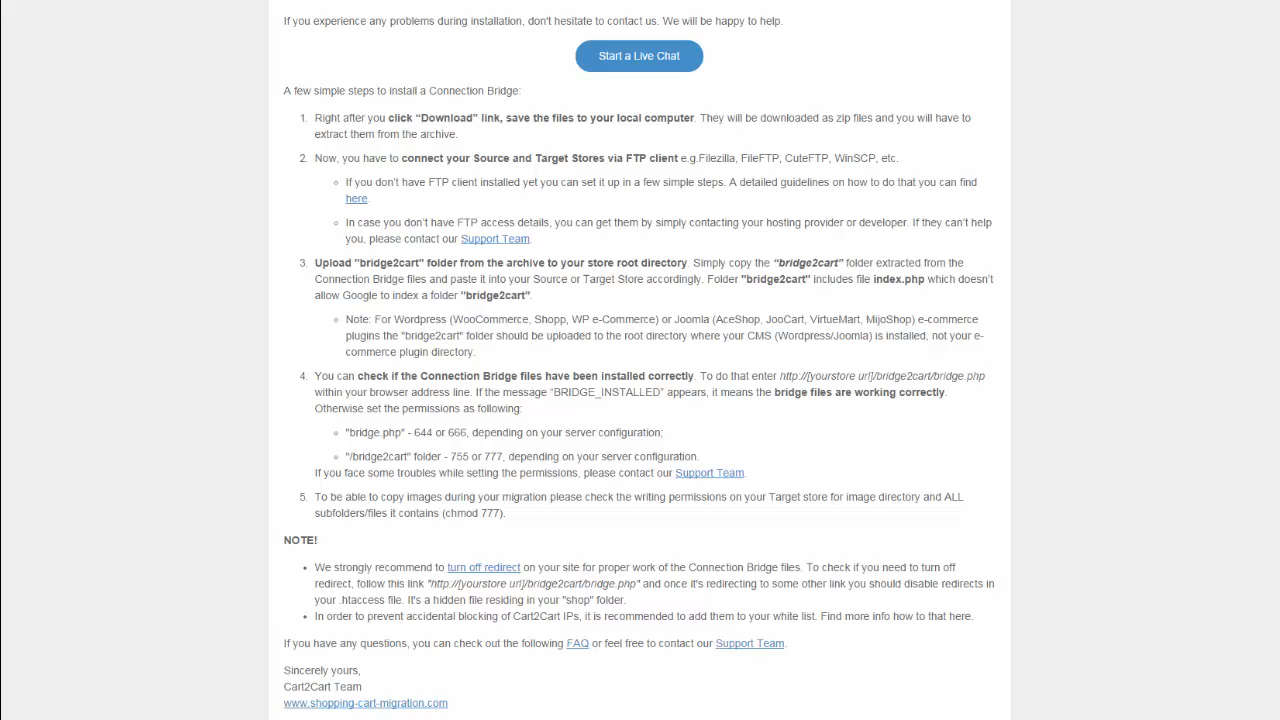 If you experience any problems during installation, don't hesitate to contact us. We will be happy to help.
Start a Live Chat
A few simple steps to install a Connection Bridge:
1. Right after you click “Download” link, save the files to your local computer. They will be downloaded as zip files and you will have to
extract them from the archive.
2. Now, you have to connect your Source and Target Stores via FTP client e.g.Filezilla, FileFTP, CuteFTP, WinSCP, etc.
If you don't have FTP client installed yet you can set it up in a few simple steps. A detailed guidelines on how to do that you can find
here.
In case you don’t have FTP access details, you can get them by simply contacting your hosting provider or developer. If they can’t help
you, please contact our Support Team.
3. Upload "bridge2cart" folder from the archive to your store root directory. Simply copy the “bridge2cart” folder extracted from the
Connection Bridge files and paste it into your Source or Target Store accordingly. Folder "bridge2cart" includes file index.php which doesn’t
allow Google to index a folder "bridge2cart".
Note: For Wordpress (WooCommerce, Shopp, WP e-Commerce) or Joomla (AceShop, JooCart, VirtueMart, MijoShop) e-commerce
plugins the "bridge2cart" folder should be uploaded to the root directory where your CMS (Wordpress/Joomla) is installed, not your e-
commerce plugin directory.
4. You can check if the Connection Bridge files have been installed correctly. To do that enter http://[yourstore url]/bridge2cart/bridge.php
within your browser address line. If the message “BRIDGE_INSTALLED” appears, it means the bridge files are working correctly.
Otherwise set the permissions as following:
"bridge.php" - 644 or 666, depending on your server configuration;
"/bridge2cart" folder - 755 or 777, depending on your server configuration.
If you face some troubles while setting the permissions, please contact our Support Team.
5. To be able to copy images during your migration please check the writing permissions on your Target store for image directory and ALL
subfolders/files it contains (chmod 777).
NOTE!
We strongly recommend to turn off redirect on your site for proper work of the Connection Bridge files. To check if you need to turn off
redirect, follow this link "http://[yourstore url]/bridge2cart/bridge.php" and once it's redirecting to some other link you should disable redirects in
your .htaccess file. It's a hidden file residing in your "shop" folder.
In order to prevent accidental blocking of Cart2Cart IPs, it is recommended to add them to your white list. Find more info how to that here.
If you have any questions, you can check out the following FAQ or feel free to contact our Support Team.
Sincerely yours,
Cart2Cart Team
www.shopping-cart-migration.com